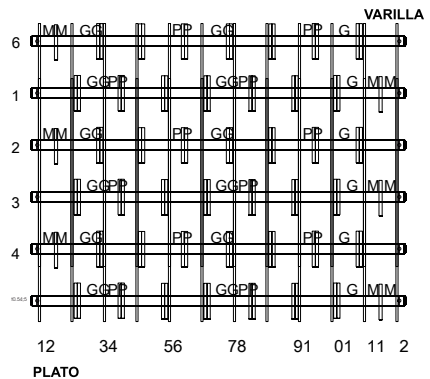 VARILLA
MM GG PP GG PP G
6
GGPP GGPP G MM
1
MM GG PP GG PP G
2
GGPP GGPP G MM
3
MM GG PP GG PP G
4
GGPP GGPP G MM
12 34 56 78 91 01 11 2
PLATO